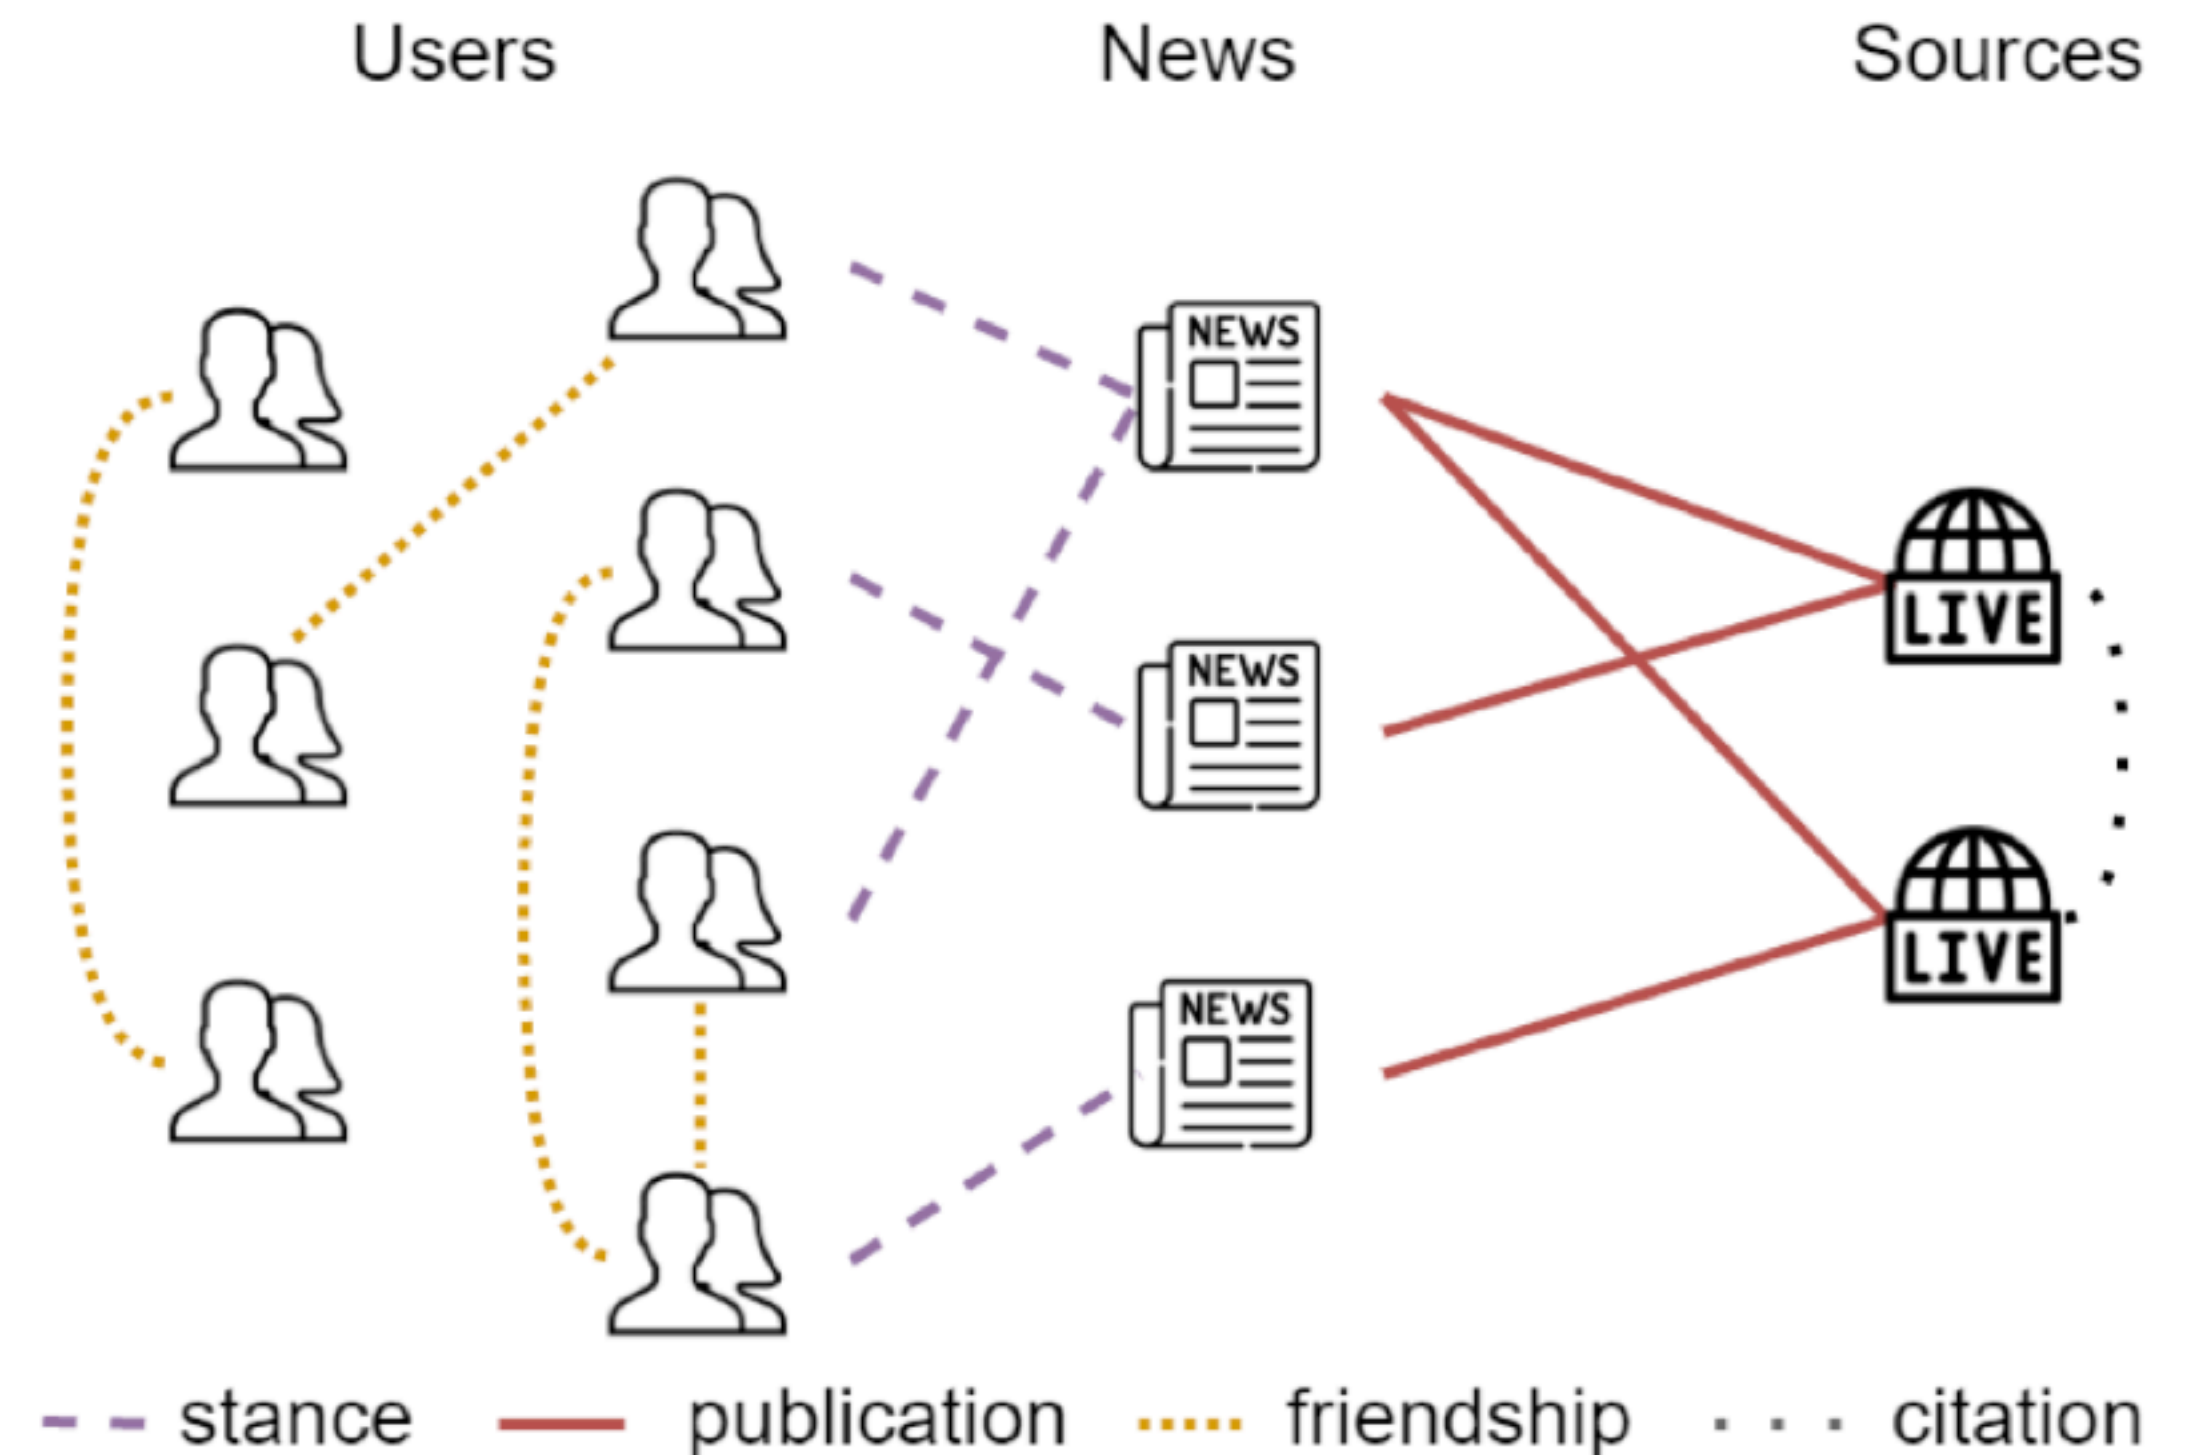 Users News Sources
NEWS
NEWS
LIVE
NEWS
LIVE
stance publication friendship citation